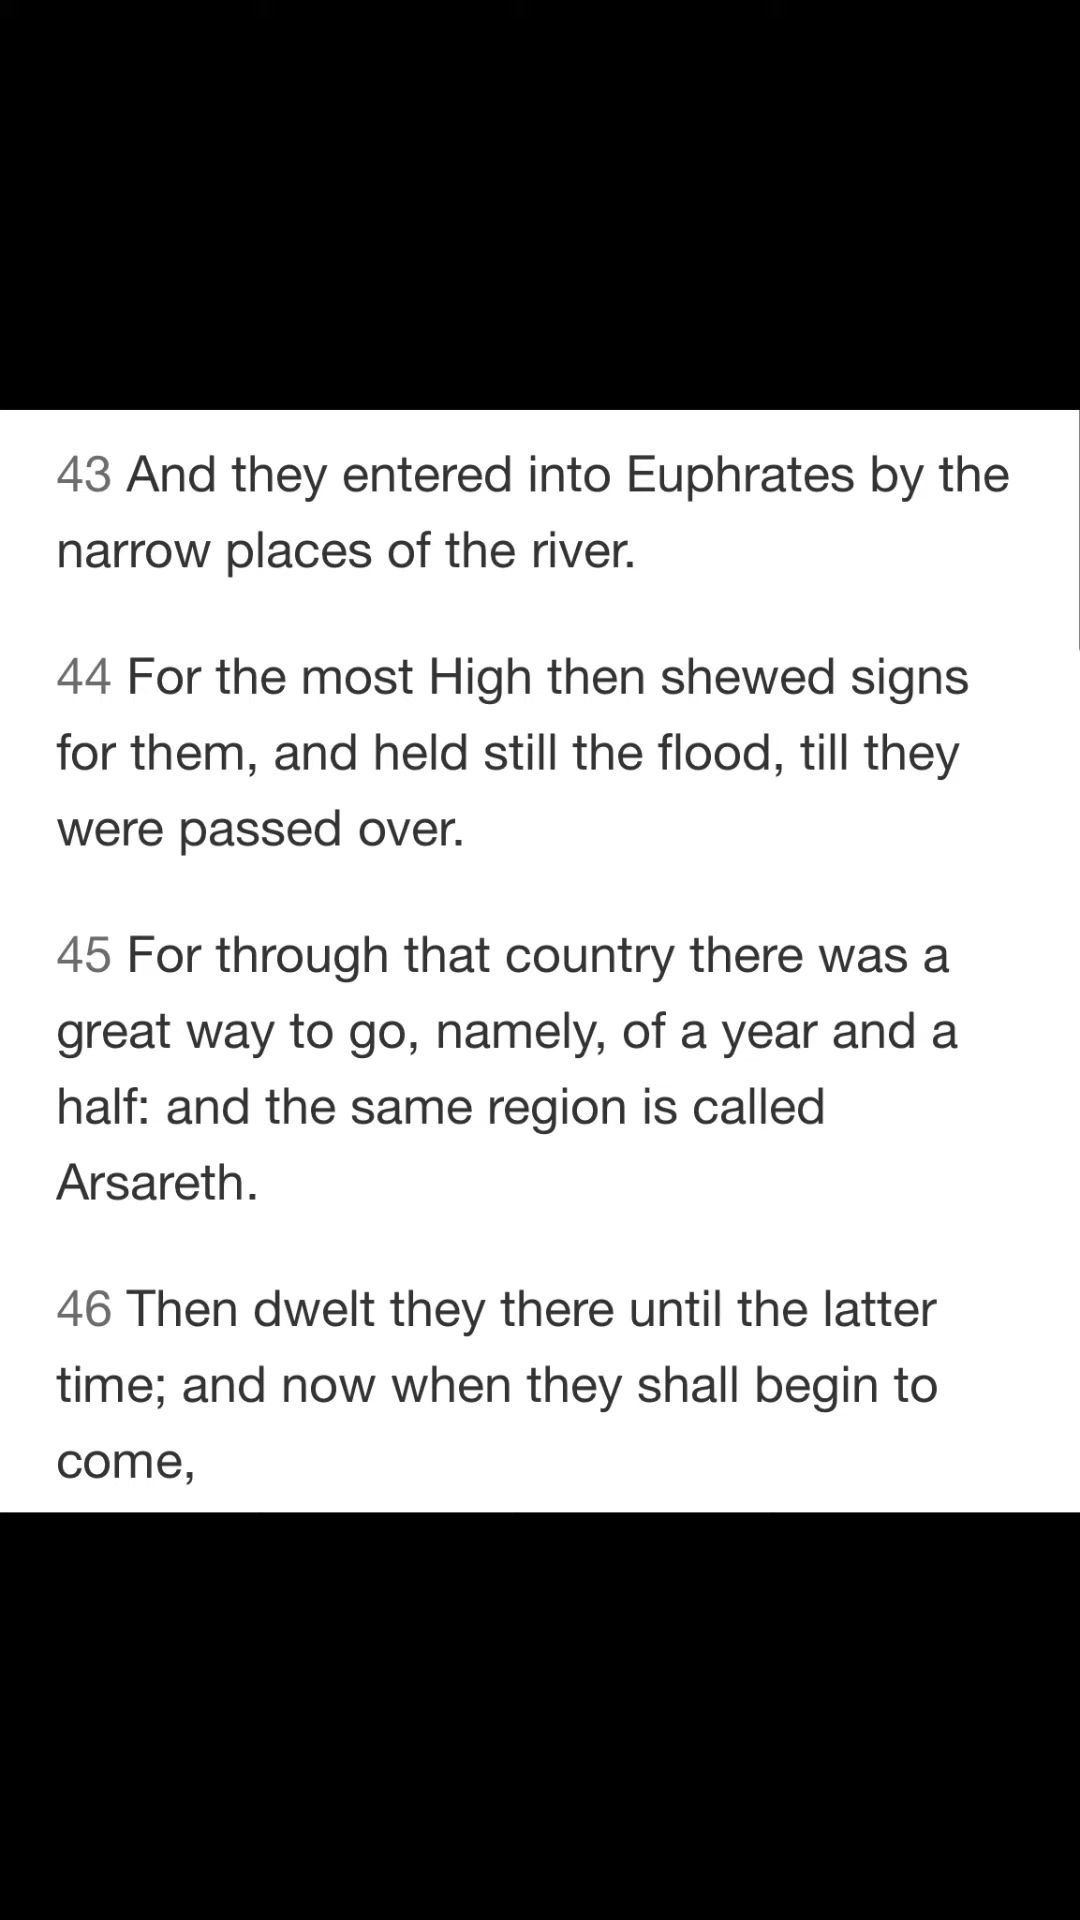 43 And they entered into Euphrates by the
narrow places of the river.
44 For the most High then shewed signs
for them, and held still the flood, till they
were passed over.
45 For through that country there was a
great way to go, namely, of a year and a
half: and the same region is called
Arsareth.
46 Then dwelt they there until the latter
time; and now when they shall begin to
come,